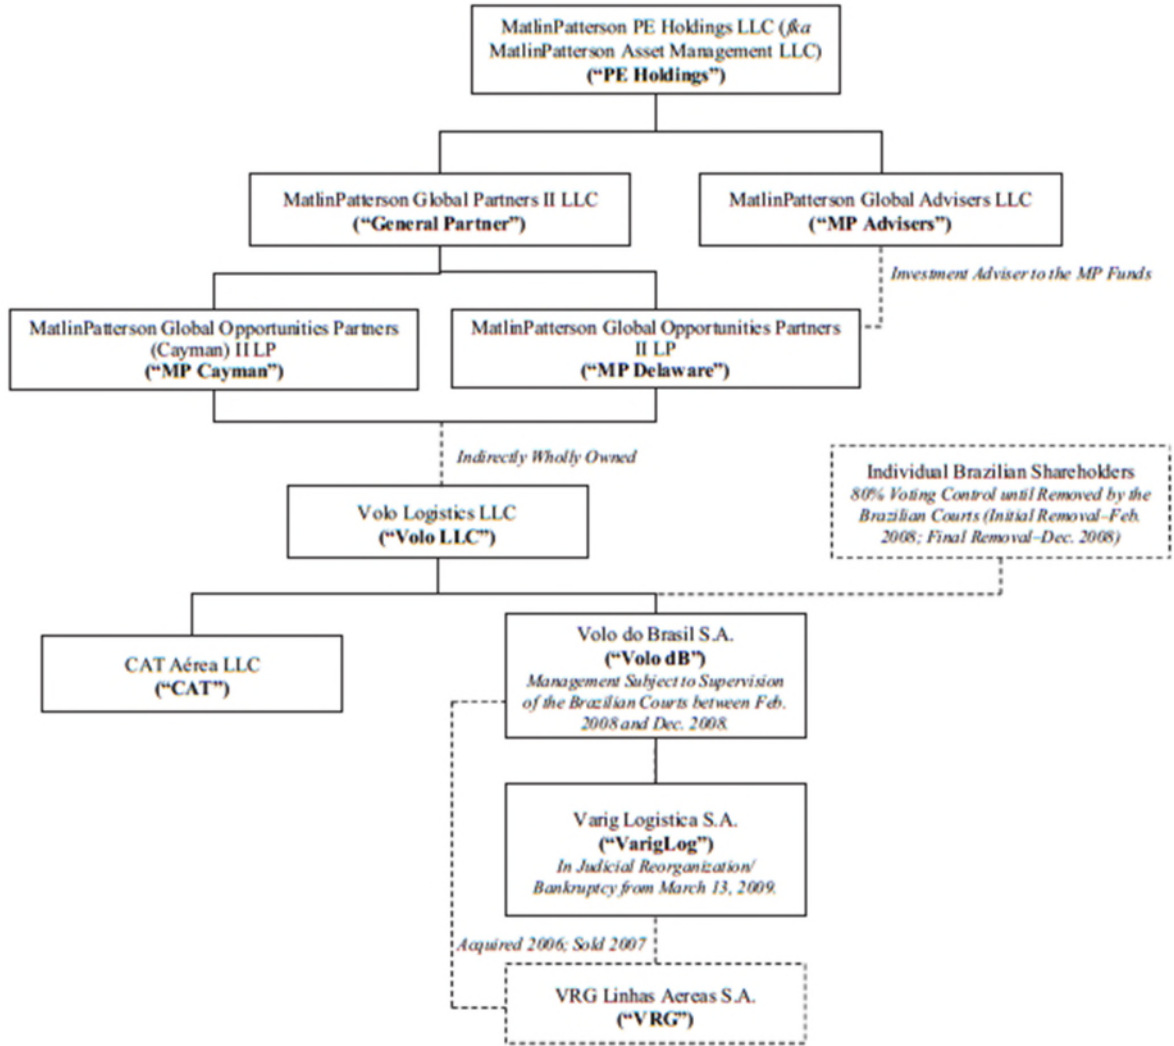 MatlinPatterson PE Holdings LLC (fka
MatlinPatterson Asset Management LLC)
(“PE Holdings”)
MatlinPatterson Global Partners II LLC
(“General Partner”)
MatlinPatterson Global Advisers LLC
(“MP Advisers”)
Investment Adviser to the MP Funds
MatlinPatterson Global Opportunities Partners
(Cayman) II LP
(“MP Cayman”)
MatlinPatterson Global Opportunities Partners
II LP
(“MP Delaware”)
Indirectly Wholly Owned
Individual Brazilian Shareholders
80% Voting Control until Removed by the
Brazilian Courts (Initial Removal–Feb.
2008; Final Removal–Dec. 2008)
Volo Logistics LLC
(“Volo LLC”)
CAT Aérea LLC
(“CAT”)
Volo do Brasil S.A.
(“Volo dB”)
Management Subject to Supervision
of the Brazilian Courts between Feb.
2008 and Dec. 2008.
Varig Logistica S.A.
(“VarigLog”)
In Judicial Reorganization/
Bankruptcy from March 13, 2009.
Acquired 2006; Sold 2007
VRG Linhas Aereas S.A.
(“VRG”)